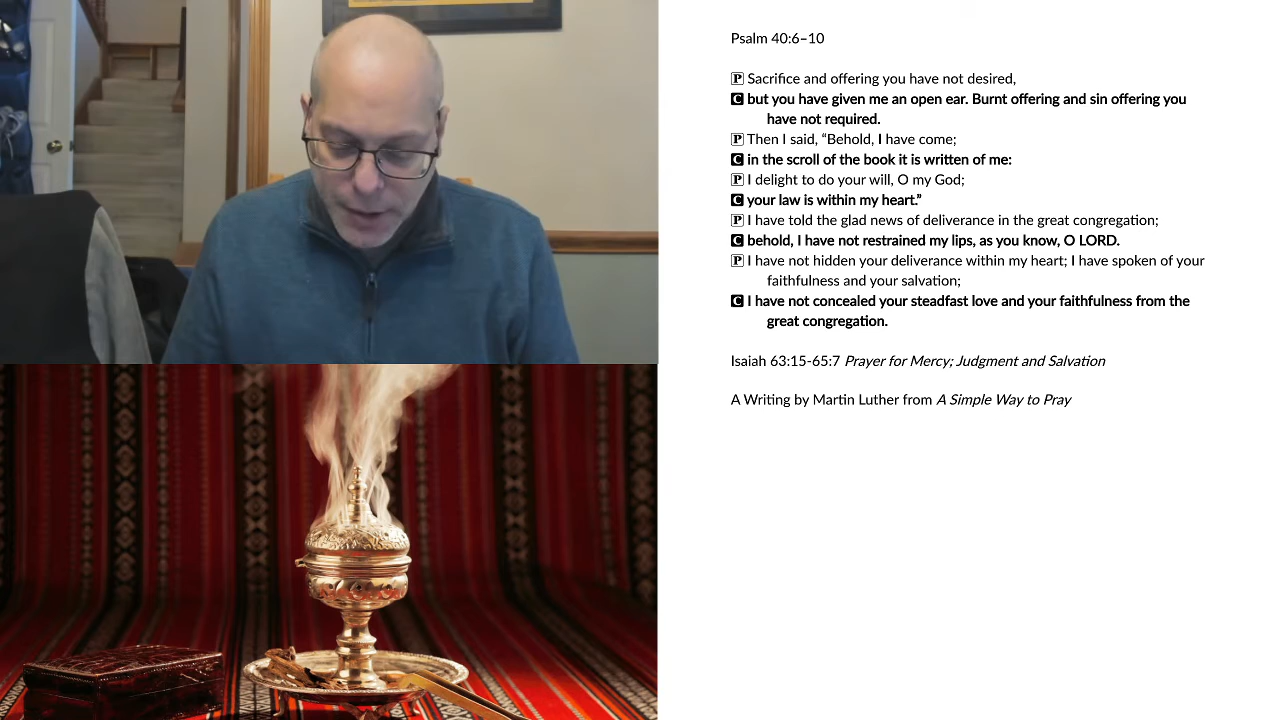 Psalm 40:6–10
P Sacrifice and offering you have not desired,
C but you have given me an open ear. Burnt offering and sin offering you
have not required.
P Then I said, “Behold, I have come;
C in the scroll of the book it is written of me:
P I delight to do your will, O my God;
C your law is within my heart.”
P I have told the glad news of deliverance in the great congregation;
C behold, I have not restrained my lips, as you know, O LORD.
P I have not hidden your deliverance within my heart; I have spoken of your
faithfulness and your salvation;
C I have not concealed your steadfast love and your faithfulness from the
great congregation.
Isaiah 63:15-65:7 Prayer for Mercy; Judgment and Salvation
A Writing by Martin Luther from A Simple Way to Pray